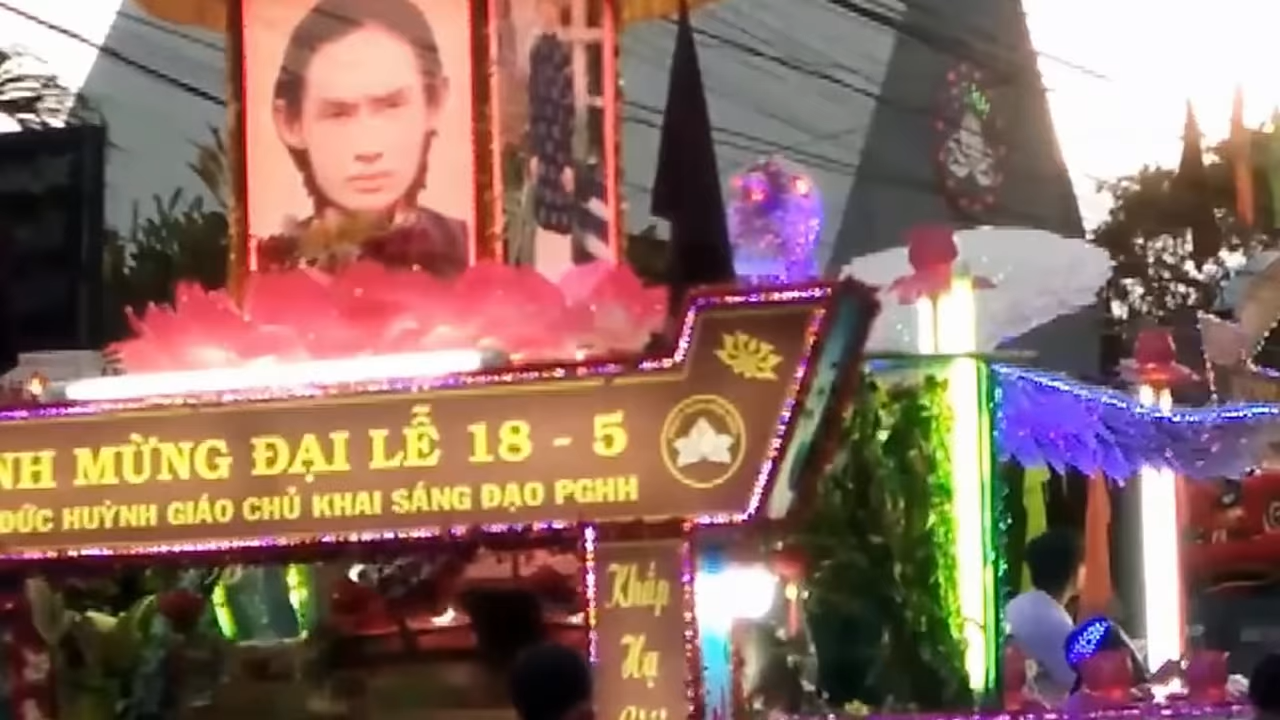 NH MỪNG ĐẠI LỄ 18 - 5
ĐỨC HUỲNH GIÁO CHỦ KHAI SÁNG ĐẠO PGHH
Khắp
Hạ